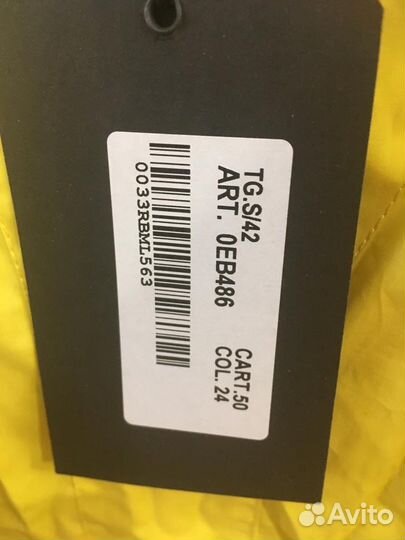 TG.S/42
ART. 0EB486
CART.50
COL. 24
0033RBML563
Avito